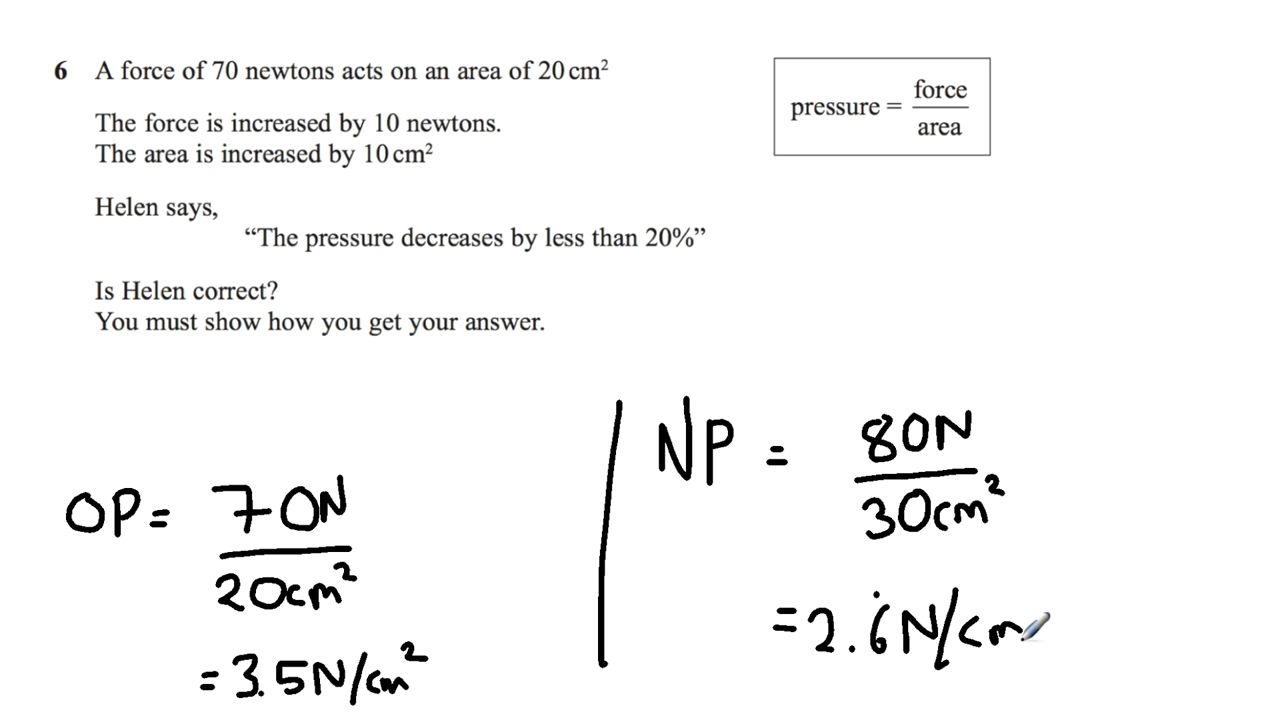 6 A force of 70 newtons acts on an area of 20 cm²
pressure = force
area
The force is increased by 10 newtons.
The area is increased by 10 cm²
Helen says,
“The pressure decreases by less than 20%”
Is Helen correct?
You must show how you get your answer.
OP = 70N
20cm²
= 3.5N/cm²
NP = 80N
30cm²
= 2.6̇N/cm